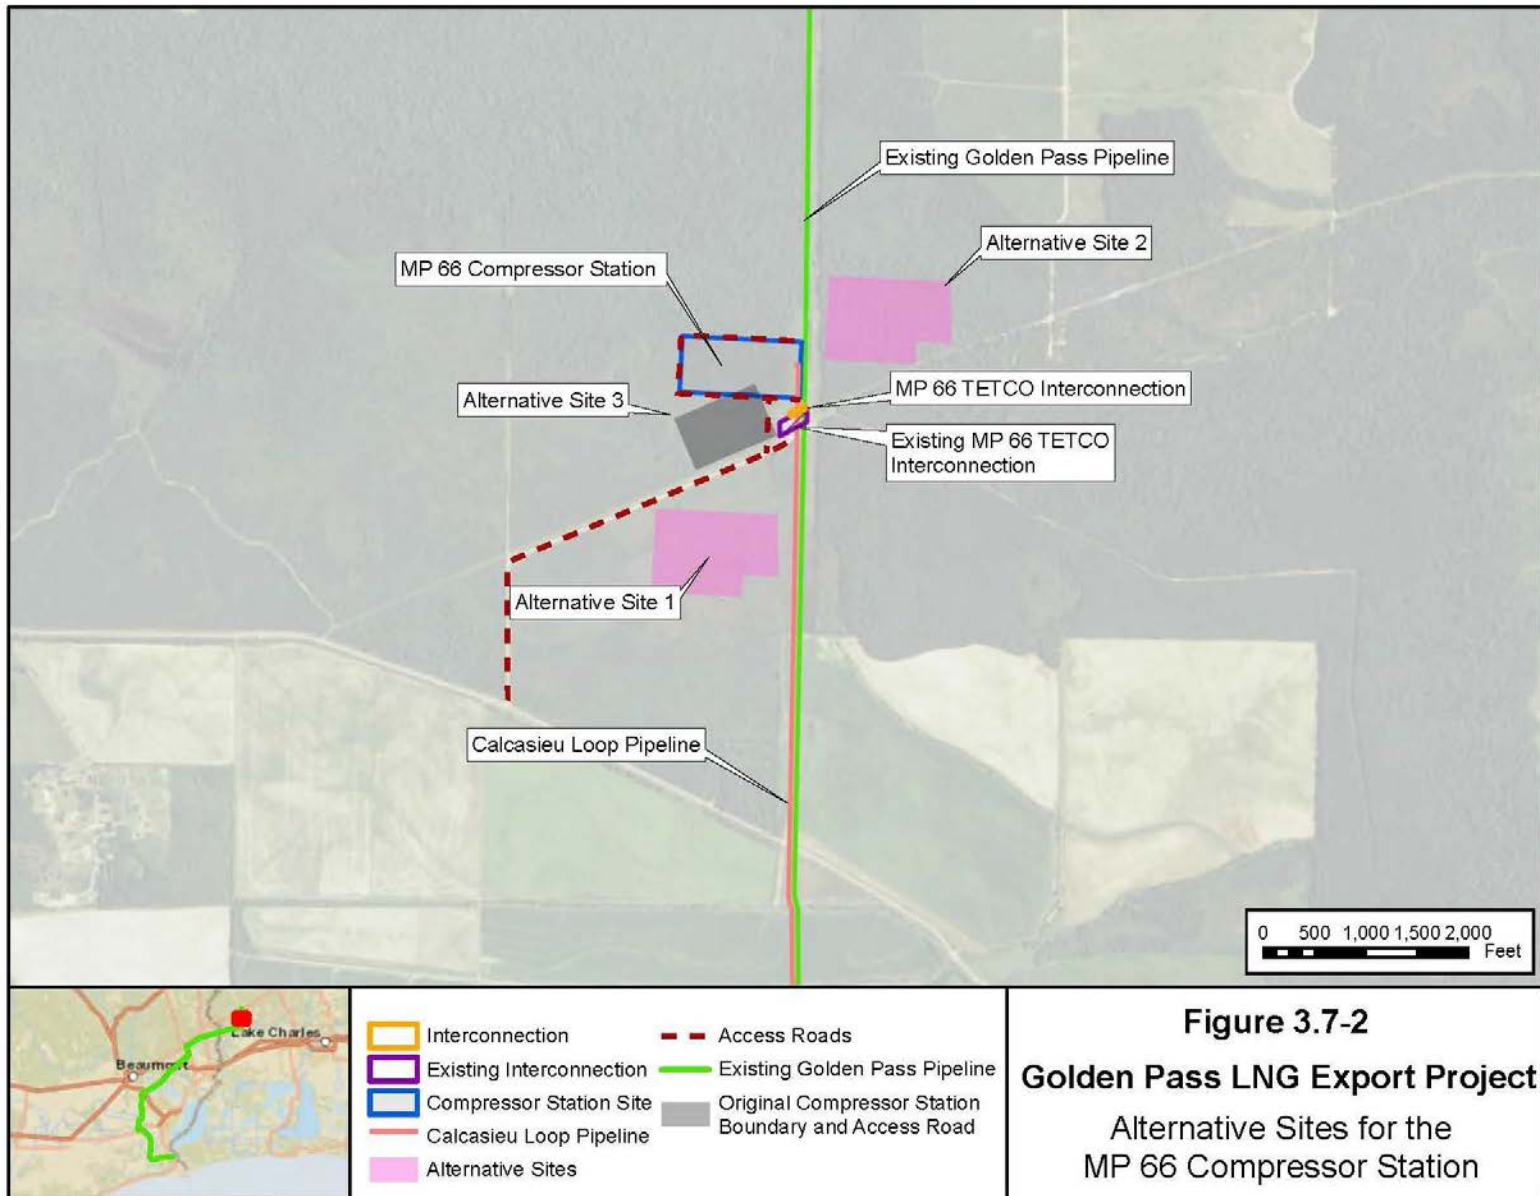 Existing Golden Pass Pipeline
Alternative Site 2
MP 66 Compressor Station
MP 66 TETCO Interconnection
Alternative Site 3
Existing MP 66 TETCO
Interconnection
Alternative Site 1
Calcasieu Loop Pipeline
0 500 1,000 1,500 2,000
Feet
Lake Charles
Beaumont
Interconnection
Existing Interconnection
Compressor Station Site
Calcasieu Loop Pipeline
Alternative Sites
Access Roads
Existing Golden Pass Pipeline
Original Compressor Station
Boundary and Access Road
Figure 3.7-2
Golden Pass LNG Export Project
Alternative Sites for the
MP 66 Compressor Station